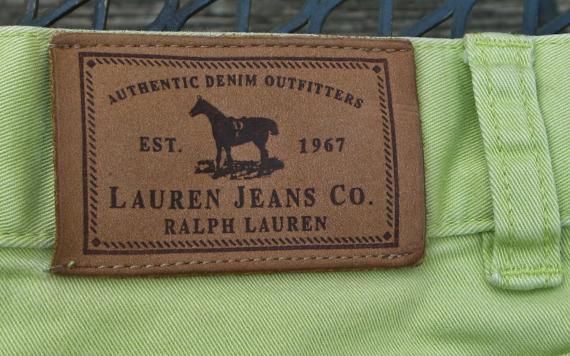 AUTHENTIC DENIM OUTFITTERS
EST. 1967
LAUREN JEANS CO.
RALPH LAUREN